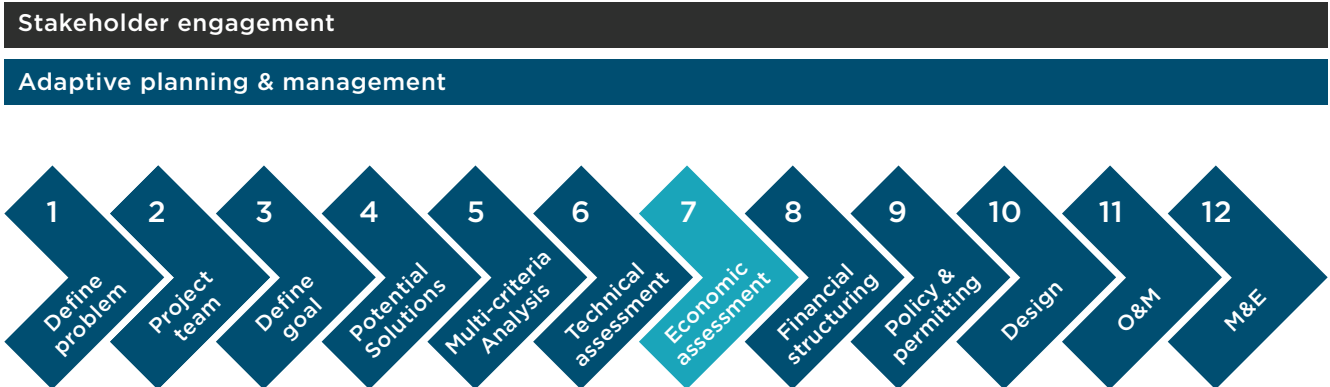 Stakeholder engagement
Adaptive planning & management
1
Define
problem
2
Project
team
3
Define
goal
4
Potential
Solutions
5
Multi-criteria
Analysis
6
Technical
assessment
7
Economic
assessment
8
Financial
structuring
9
Policy &
permitting
10
Design
11
O&M
12
M&E